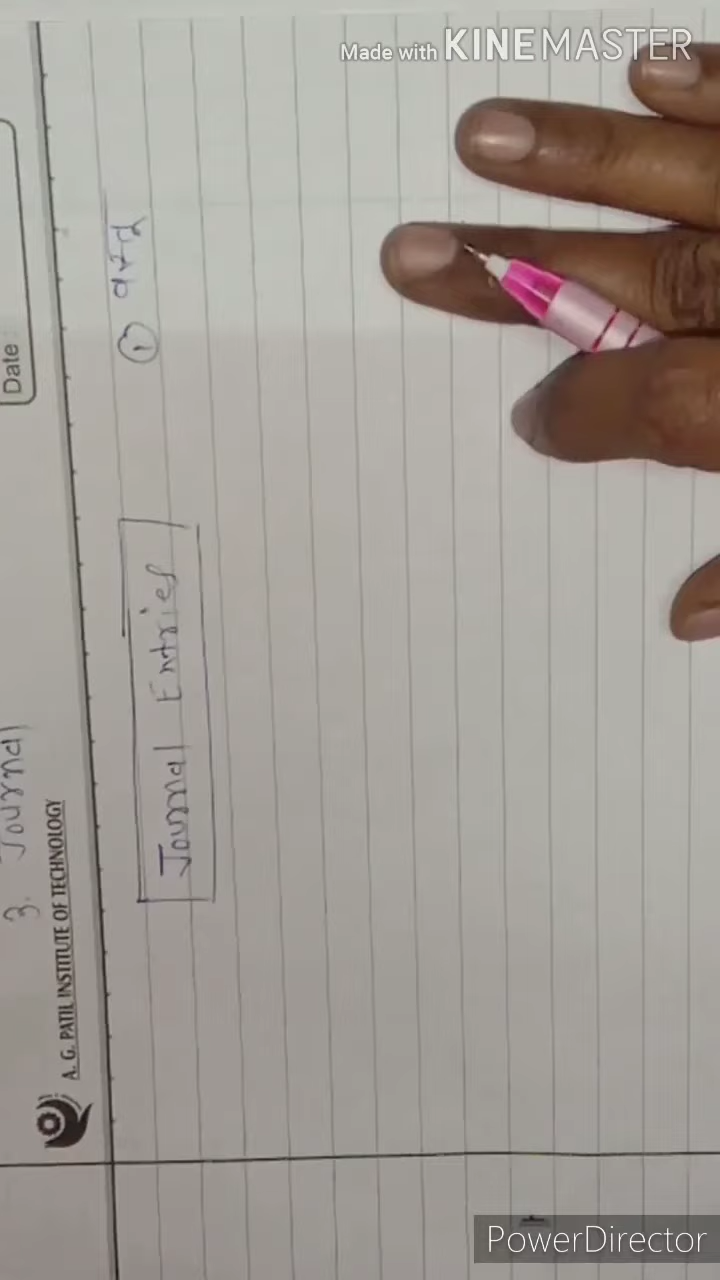 Made with KINEMASTER
3. Journal
A. G. PATIL INSTITUTE OF TECHNOLOGY
Date
Journal Entries
① वस्तू
PowerDirector